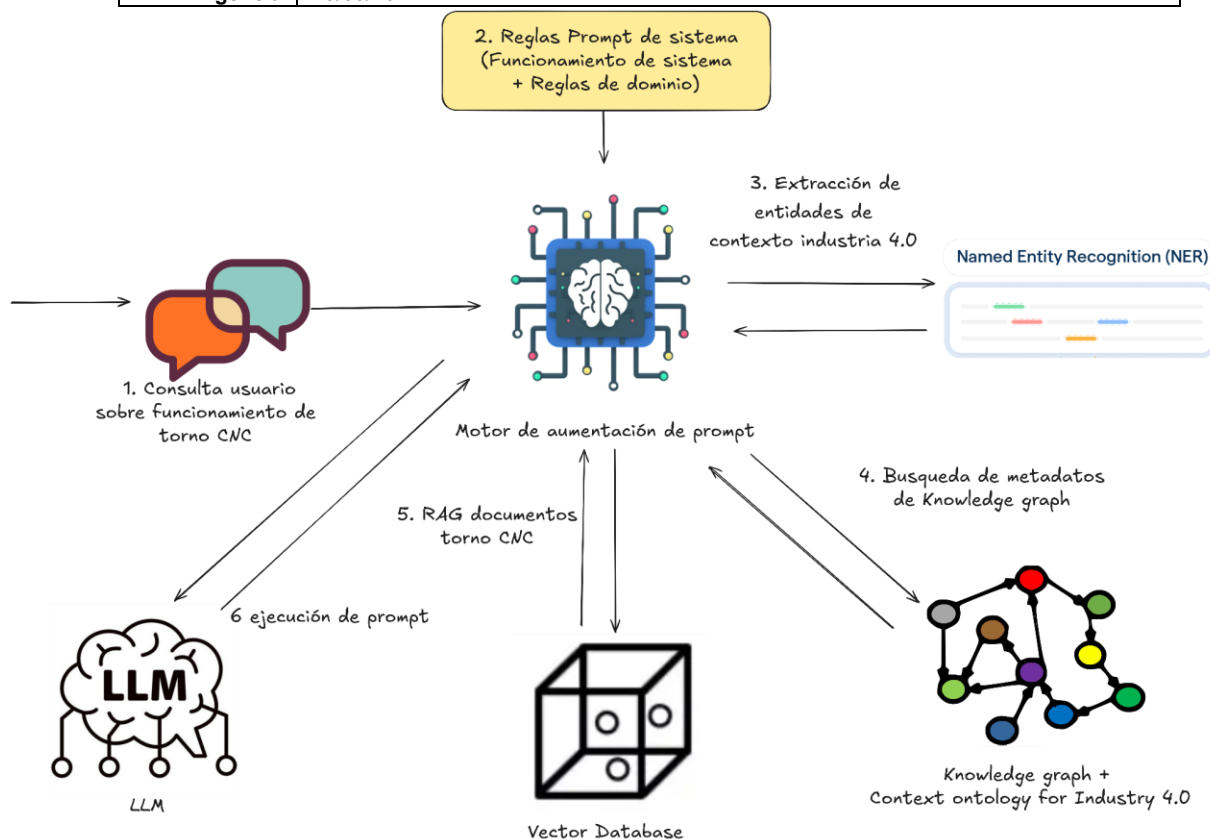 2. Reglas Prompt de sistema
(Funcionamiento de sistema
+ Reglas de dominio)
3. Extracción de
entidades de
contexto industria 4.0
Named Entity Recognition (NER)
1. Consulta usuario
sobre funcionamiento de
torno CNC
Motor de aumentación de prompt
4. Busqueda de metadatos
de Knowledge graph
5. RAG documentos
torno CNC
6 ejecución de prompt
LLM
LLM
Vector Database
Knowledge graph +
Context ontology for Industry 4.0